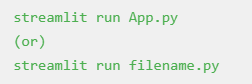 streamlit run App.py
(or)
streamlit run filename.py